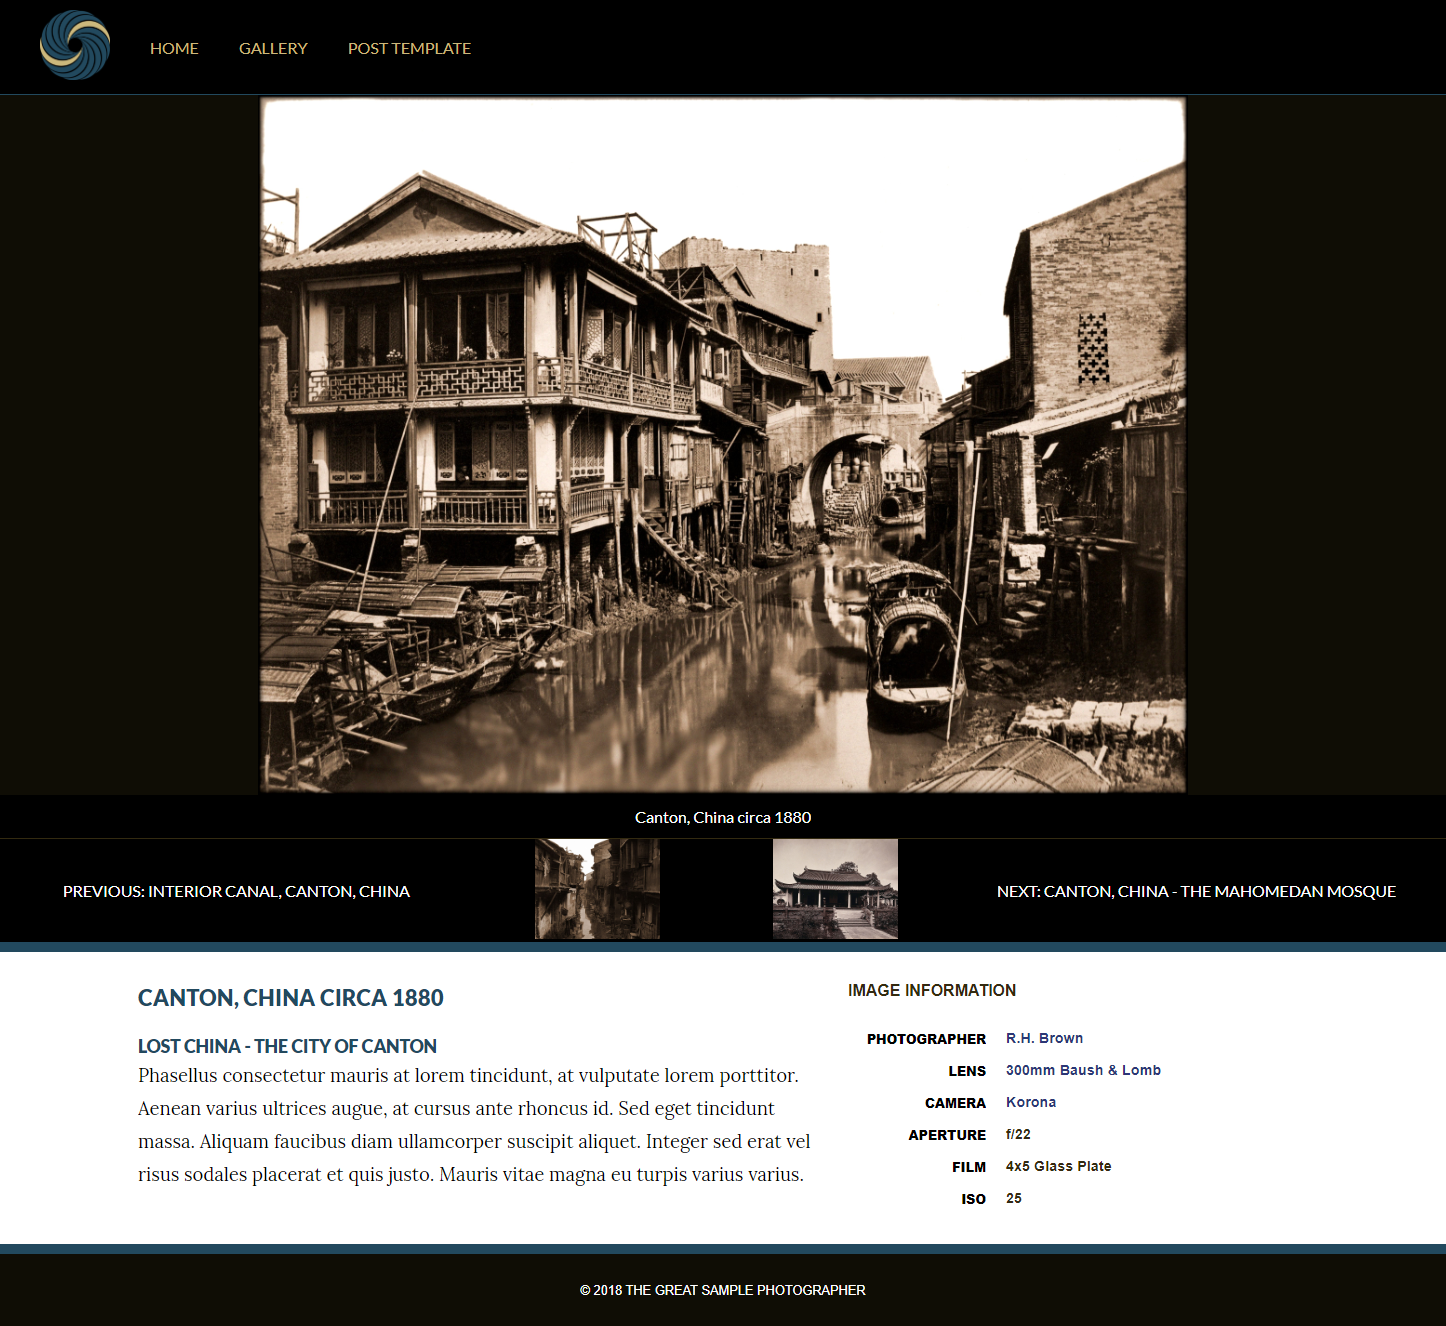 HOME
GALLERY
POST TEMPLATE
Canton, China circa 1880
PREVIOUS: INTERIOR CANAL, CANTON, CHINA
NEXT: CANTON, CHINA - THE MAHOMEDAN MOSQUE
CANTON, CHINA CIRCA 1880
LOST CHINA - THE CITY OF CANTON
Phasellus consectetur mauris at lorem tincidunt, at vulputate lorem porttitor.
Aenean varius ultrices augue, at cursus ante rhoncus id. Sed eget tincidunt
massa. Aliquam faucibus diam ullamcorper suscipit aliquet. Integer sed erat vel
risus sodales placerat et quis justo. Mauris vitae magna eu turpis varius varius.
IMAGE INFORMATION
PHOTOGRAPHER R.H. Brown
LENS 300mm Baush & Lomb
CAMERA Korona
APERTURE f/22
FILM 4x5 Glass Plate
ISO 25
© 2018 THE GREAT SAMPLE PHOTOGRAPHER